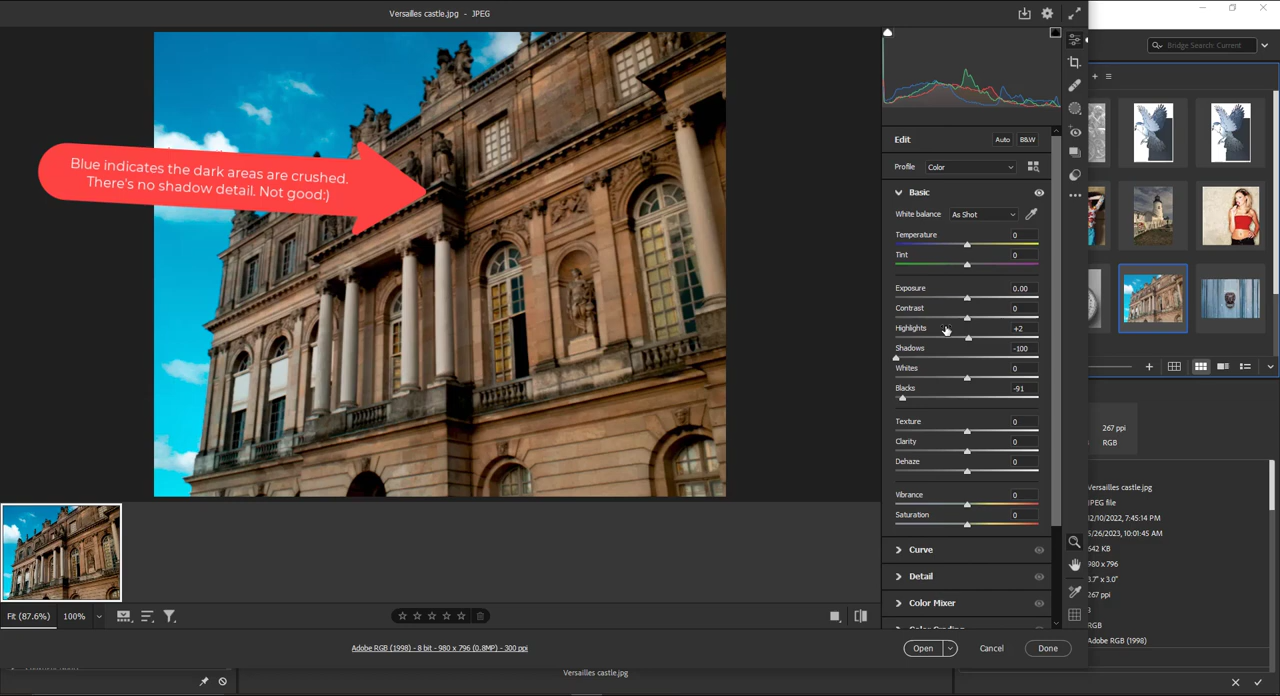 Versailles castle.jpg - JPEG
Bridge Search: Current
Blue indicates the dark areas are crushed.
There's no shadow detail. Not good:)
Edit
Auto
B&W
Profile
Color
Basic
White balance
As Shot
Temperature
0
Tint
0
Exposure
0.00
Contrast
0
Highlights
+2
Shadows
-100
Whites
0
Blacks
-91
Texture
0
Clarity
0
Dehaze
0
Vibrance
0
Saturation
0
Curve
Detail
Color Mixer
267 ppi
RGB
Versailles castle.jpg
JPEG file
12/10/2022, 7:45:14 PM
/26/2023, 10:01:45 AM
642 KB
980 x 796
3.7" x 3.0"
267 ppi
RGB
Adobe RGB (1998)
Fit (87.6%)
100%
Adobe RGB (1998) - 8 bit - 980 x 796 (0.8MP) - 300 ppi
Open
Cancel
Done
Versailles castle.jpg